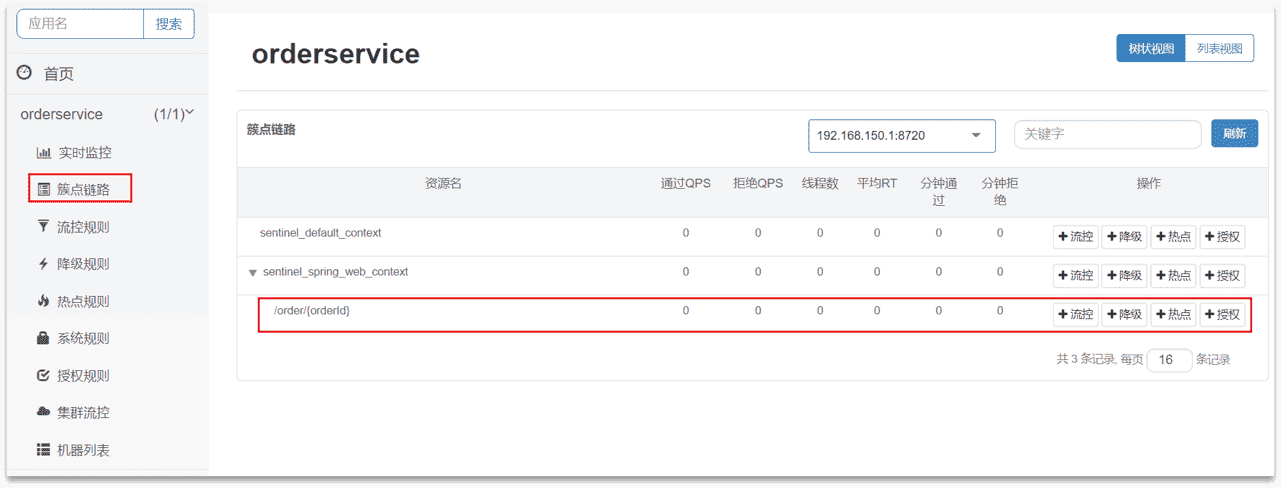 应用名 搜索
首页
orderservice (1/1)
实时监控
簇点链路
流控规则
降级规则
热点规则
系统规则
授权规则
集群流控
机器列表
orderservice
树状视图 列表视图
簇点链路 192.168.150.1:8720 关键字 刷新
资源名 通过QPS 拒绝QPS 线程数 平均RT 分钟通过 分钟拒绝 操作
sentinel_default_context 0 0 0 0 0 0 +流控 +降级 +热点 +授权
sentinel_spring_web_context 0 0 0 0 0 0 +流控 +降级 +热点 +授权
/order/{orderId} 0 0 0 0 0 0 +流控 +降级 +热点 +授权
共 3 条记录, 每页 16 条记录